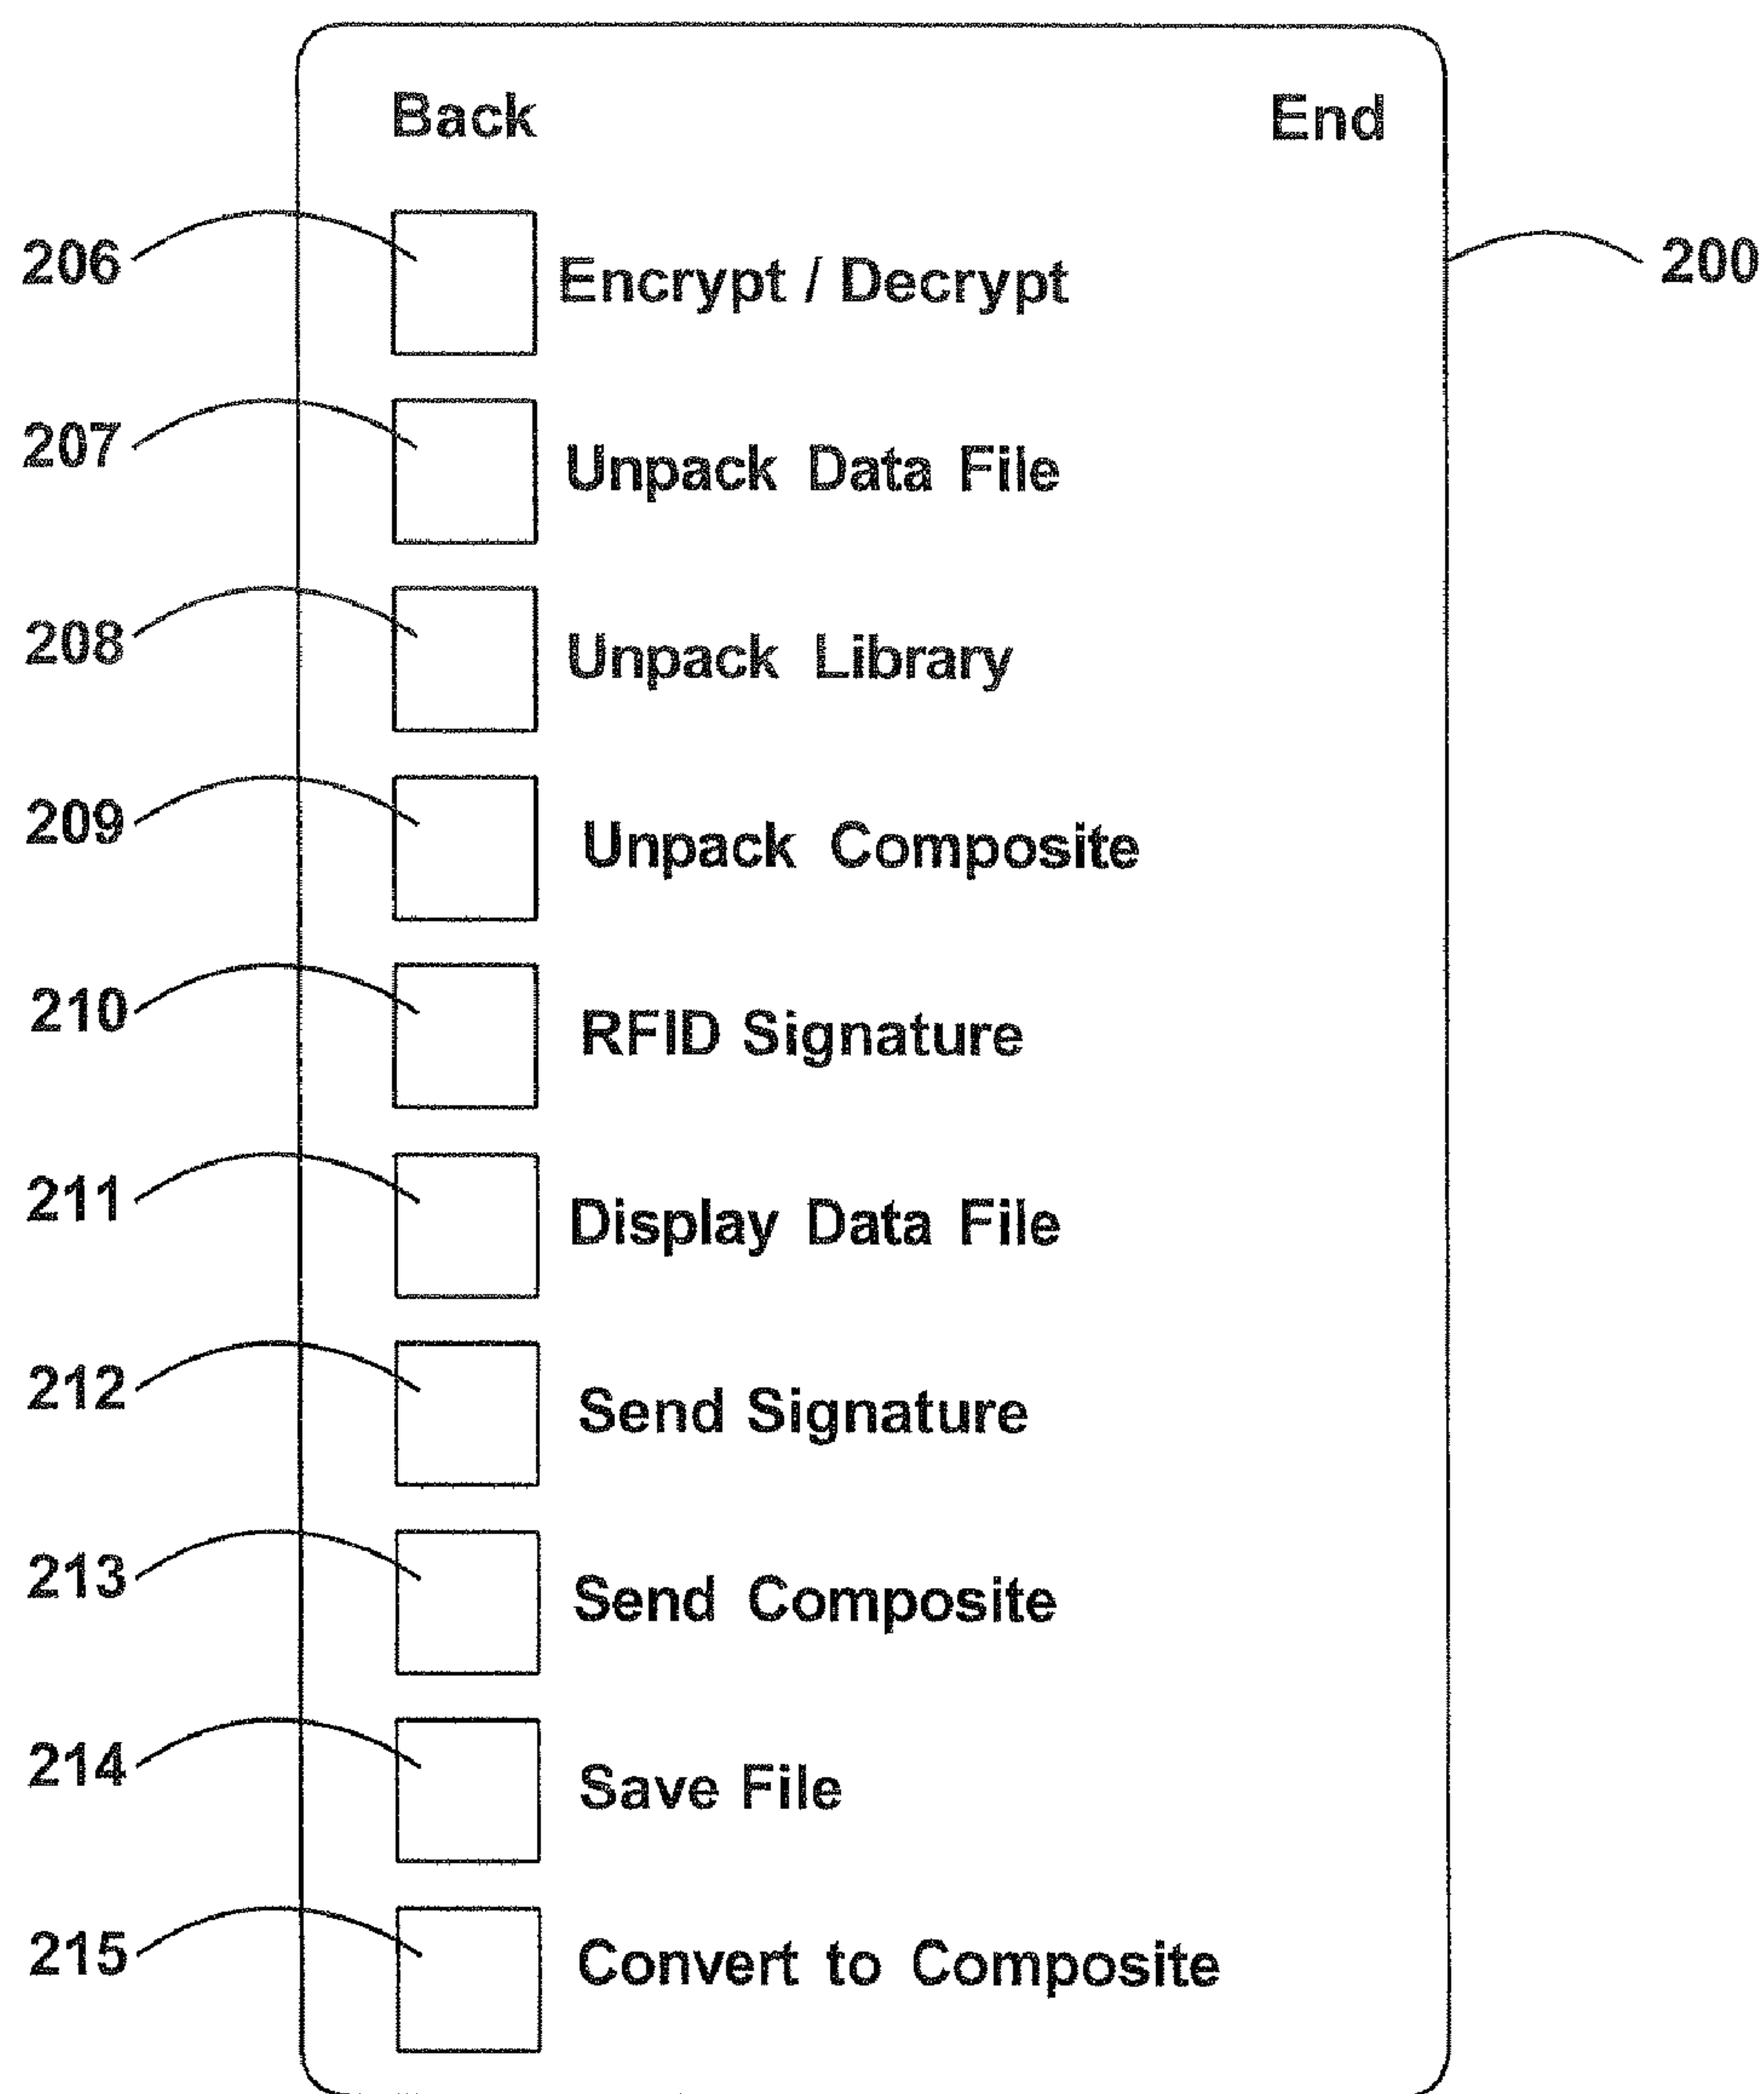 Back End
206 Encrypt / Decrypt 200
207 Unpack Data File
208 Unpack Library
209 Unpack Composite
210 RFID Signature
211 Display Data File
212 Send Signature
213 Send Composite
214 Save File
215 Convert to Composite